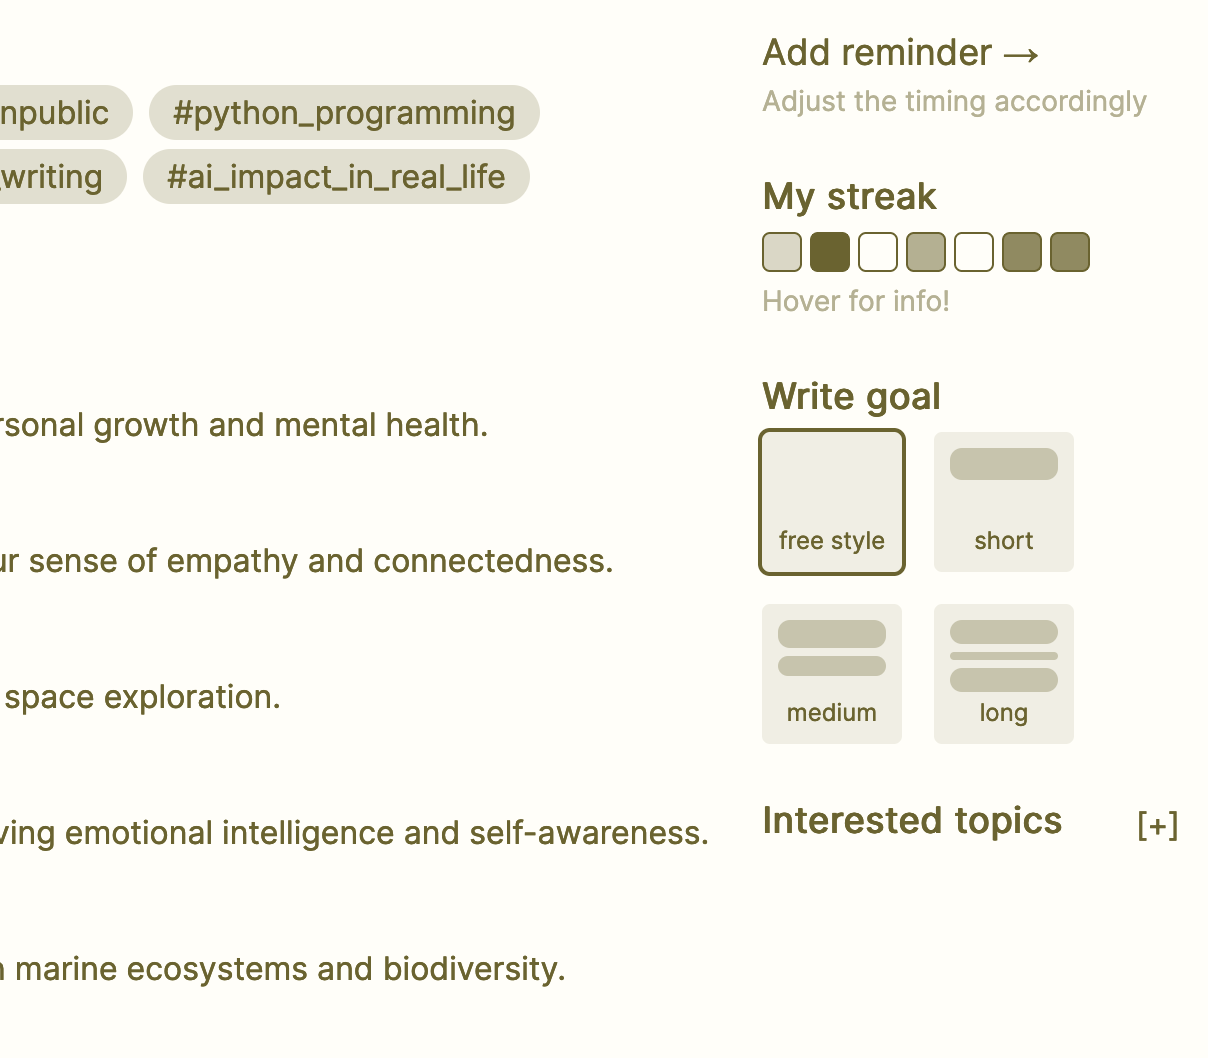 Add reminder →
Adjust the timing accordingly
npublic #python_programming
_writing #ai_impact_in_real_life
My streak
Hover for info!
rsonal growth and mental health.
ur sense of empathy and connectedness.
space exploration.
ving emotional intelligence and self-awareness.
n marine ecosystems and biodiversity.
Write goal
free style short
medium long
Interested topics [+]